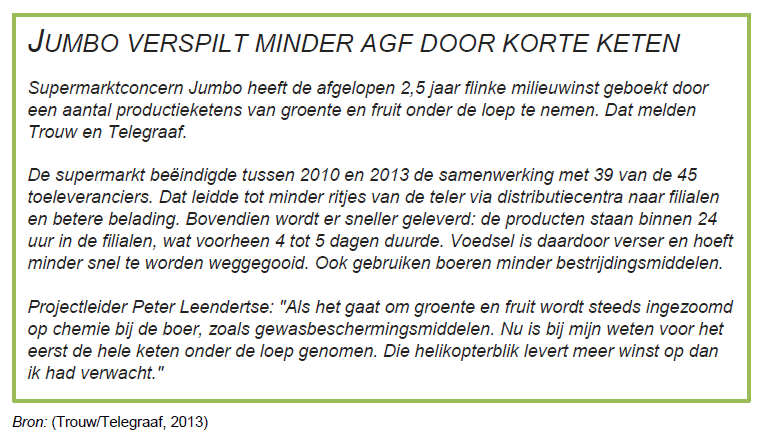 JUMBO VERSPILT MINDER AGF DOOR KORTE KETEN
Supermarktconcern Jumbo heeft de afgelopen 2,5 jaar flinke milieuwinst geboekt door
een aantal productieketens van groente en fruit onder de loep te nemen. Dat melden
Trouw en Telegraaf.
De supermarkt beëindigde tussen 2010 en 2013 de samenwerking met 39 van de 45
toeleveranciers. Dat leidde tot minder ritjes van de teler via distributiecentra naar filialen
en betere belading. Bovendien wordt er sneller geleverd: de producten staan binnen 24
uur in de filialen, wat voorheen 4 tot 5 dagen duurde. Voedsel is daardoor verser en hoeft
minder snel te worden weggegooid. Ook gebruiken boeren minder bestrijdingsmiddelen.
Projectleider Peter Leendertse: "Als het gaat om groente en fruit wordt steeds ingezoomd
op chemie bij de boer, zoals gewasbeschermingsmiddelen. Nu is bij mijn weten voor het
eerst de hele keten onder de loep genomen. Die helikopterblik levert meer winst op dan
ik had verwacht."
Bron: (Trouw/Telegraaf, 2013)